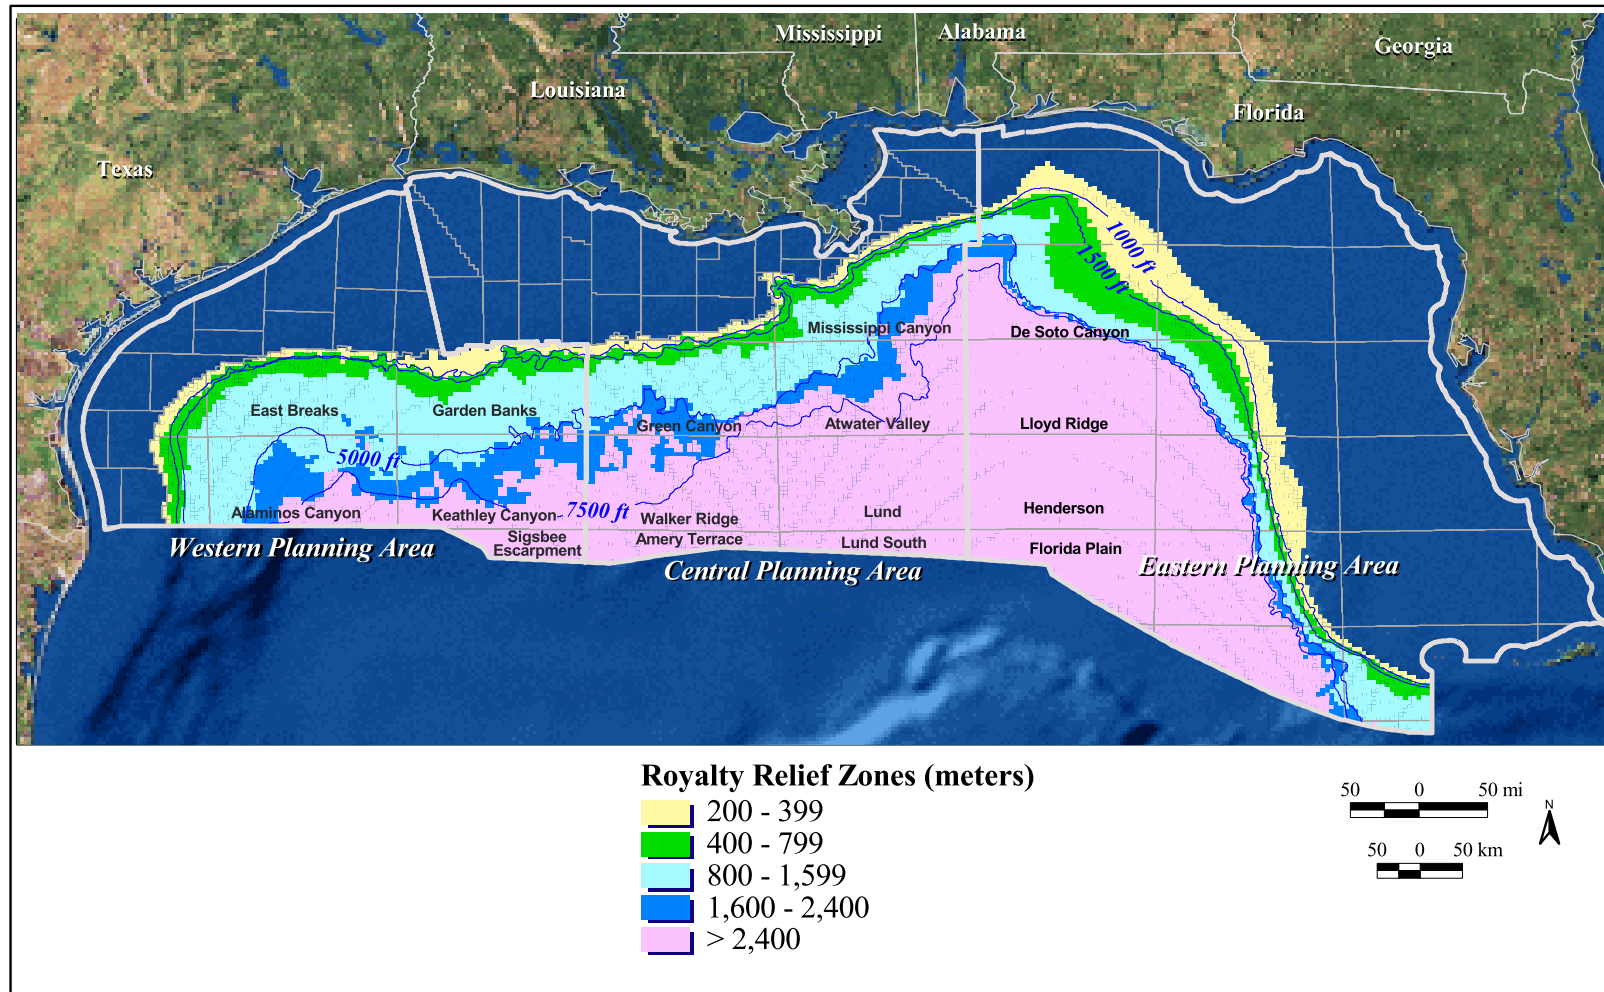 Mississippi
Alabama
Georgia
Louisiana
Florida
Texas
1000 ft
1500 ft
Mississippi Canyon
De Soto Canyon
East Breaks
Garden Banks
Green Canyon
Atwater Valley
Lloyd Ridge
5000 ft
7500 ft
Alaminos Canyon
Keathley Canyon
Walker Ridge
Lund
Henderson
Sigsbee
Escarpment
Amery Terrace
Lund South
Florida Plain
Western Planning Area
Central Planning Area
Eastern Planning Area
Royalty Relief Zones (meters)
200 - 399
400 - 799
800 - 1,599
1,600 - 2,400
> 2,400
50 0 50 mi
50 0 50 km
N